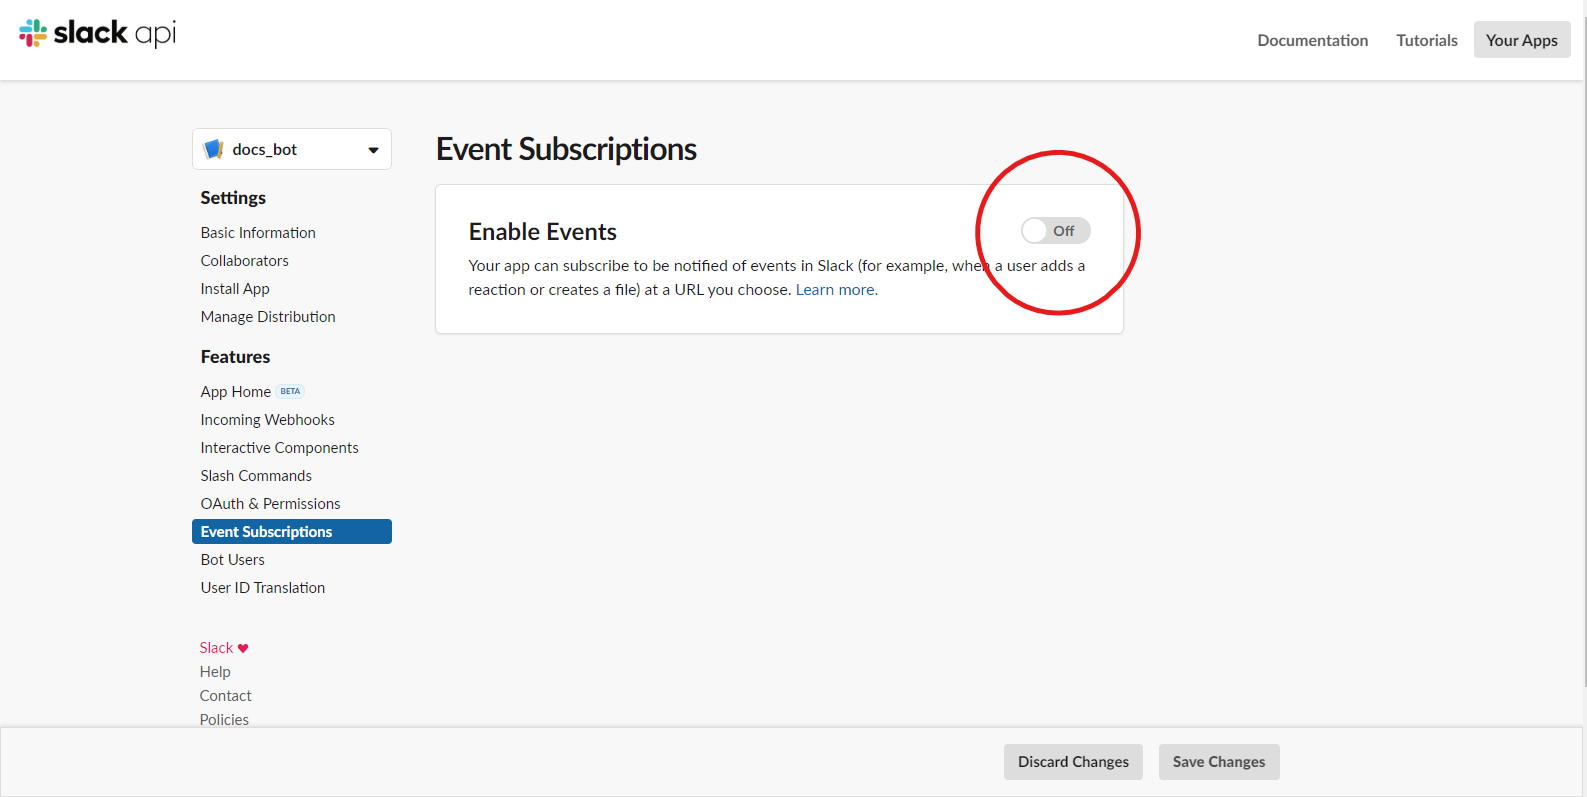 slack api
Documentation
Tutorials
Your Apps
docs_bot
Settings
Basic Information
Collaborators
Install App
Manage Distribution
Features
App Home BETA
Incoming Webhooks
Interactive Components
Slash Commands
OAuth & Permissions
Event Subscriptions
Bot Users
User ID Translation
Slack ♥
Help
Contact
Policies
Event Subscriptions
Enable Events
Off
Your app can subscribe to be notified of events in Slack (for example, when a user adds a
reaction or creates a file) at a URL you choose. Learn more.
Discard Changes
Save Changes